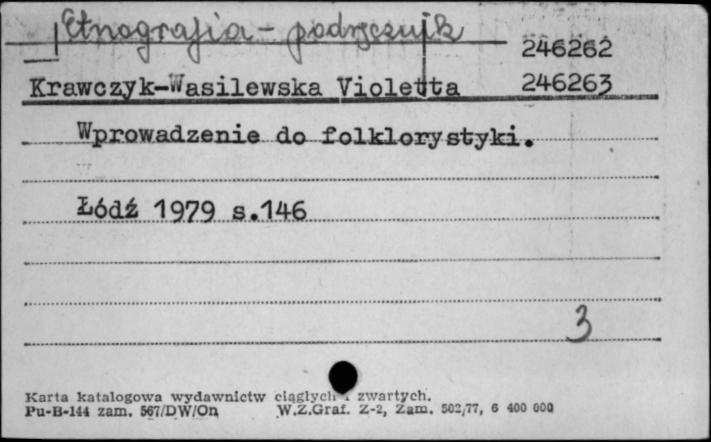 Etnografia - podręcznik
246262
Krawczyk-Wasilewska Violetta 246263
Wprowadzenie do folklorystyki.
Łódź 1979 s.146
3
Karta katalogowa wydawnictw ciągłych i zwartych.
Pu-B-144 zam. 567/DW/On W.Z.Graf. Z-2, Zam. 502/77, 6 400 000